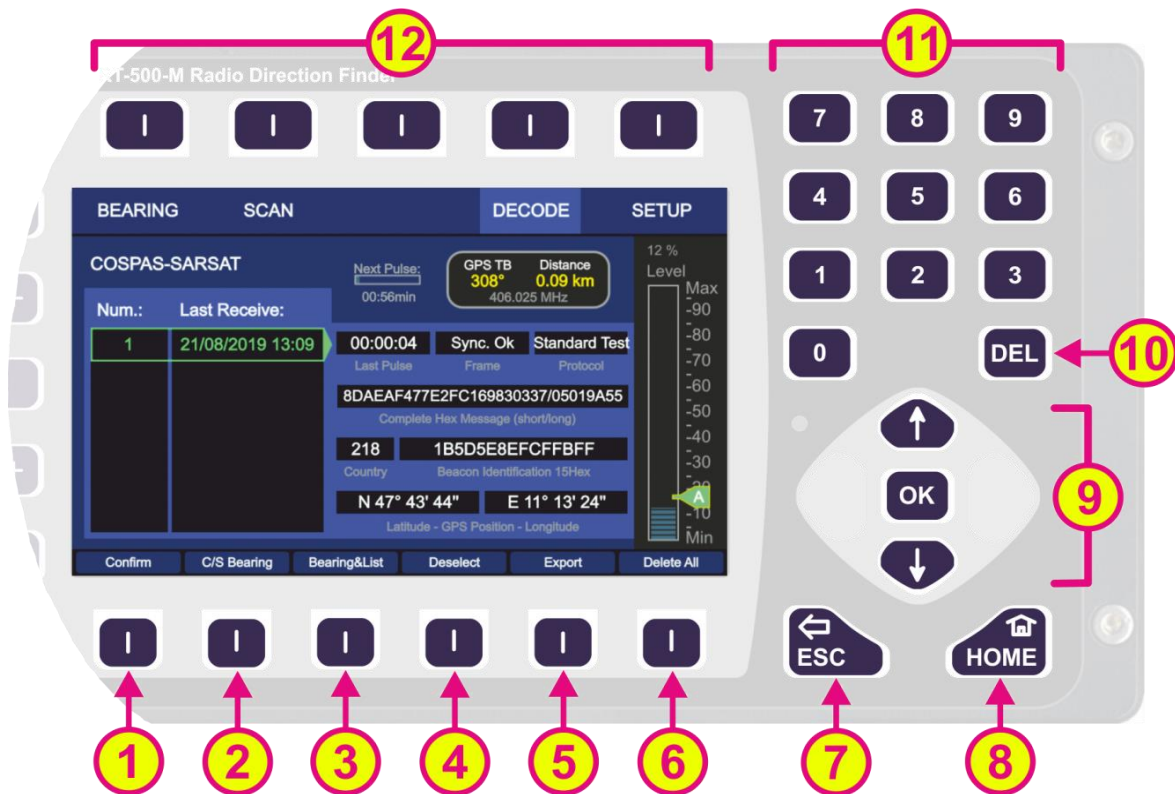 12
11
T-500-M Radio Direction Finder
7 8 9
BEARING SCAN DECODE SETUP
4 5 6
COSPAS-SARSAT
Next Pulse:
00:56min
GPS TB Distance
308° 0.09 km
406.025 MHz
12 %
Level
Max
-90
-80
-70
-60
-50
-40
-30
-20
A
-10
Min
1 2 3
Num.: Last Receive:
1 21/08/2019 13:09
00:00:04 Sync. Ok Standard Test
Last Pulse Frame Protocol
8DAEAF477E2FC169830337/05019A55
Complete Hex Message (short/long)
218 1B5D5E8EFCFFBFF
Country Beacon Identification 15Hex
N 47° 43' 44" E 11° 13' 24"
Latitude - GPS Position - Longitude
0 DEL
10
OK
9
Confirm C/S Bearing Bearing&List Deselect Export Delete All
ESC HOME
1 2 3 4 5 6 7 8